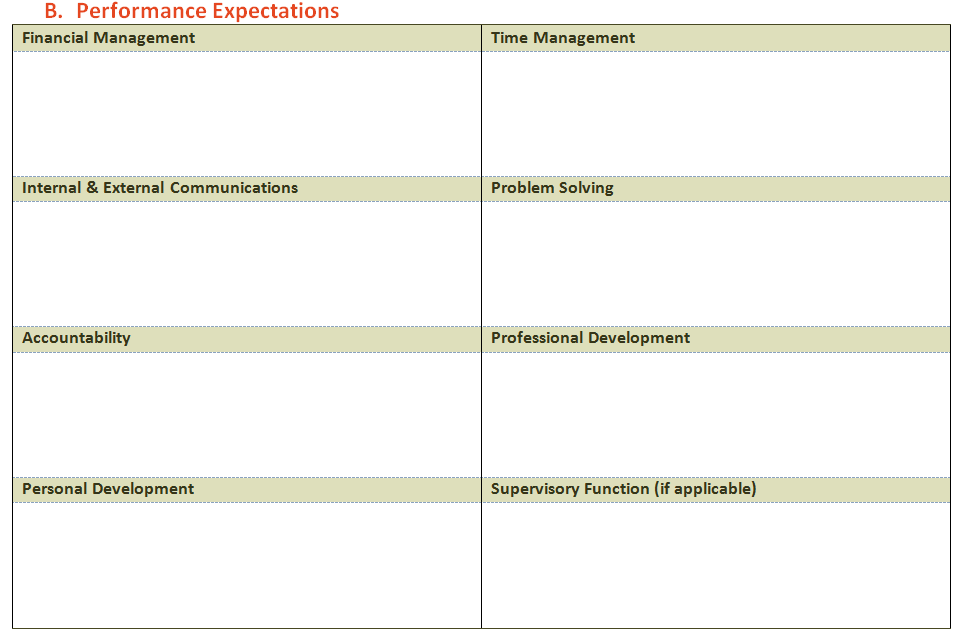 B. Performance Expectations
Financial Management
Time Management
Internal & External Communications
Problem Solving
Accountability
Professional Development
Personal Development
Supervisory Function (if applicable)